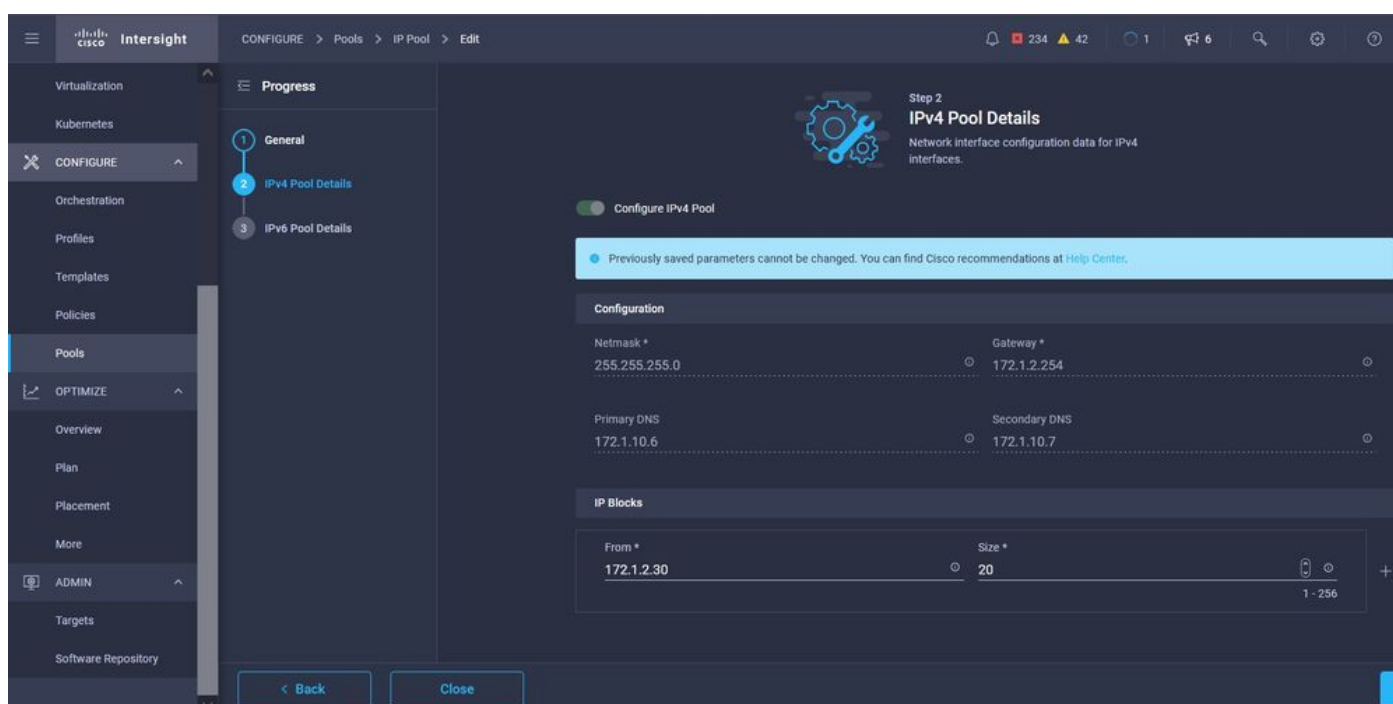 cisco Intersight
CONFIGURE > Pools > IP Pool > Edit
234 42 1 6
Virtualization
Kubernetes
CONFIGURE
Orchestration
Profiles
Templates
Policies
Pools
OPTIMIZE
Overview
Plan
Placement
More
ADMIN
Targets
Software Repository
Progress
1 General
2 IPv4 Pool Details
3 IPv6 Pool Details
Step 2
IPv4 Pool Details
Network interface configuration data for IPv4
interfaces.
Configure IPv4 Pool
Previously saved parameters cannot be changed. You can find Cisco recommendations at Help Center.
Configuration
Netmask * Gateway *
255.255.255.0 172.1.2.254
Primary DNS Secondary DNS
172.1.10.6 172.1.10.7
IP Blocks
From * Size *
172.1.2.30 20
1 - 256
< Back Close